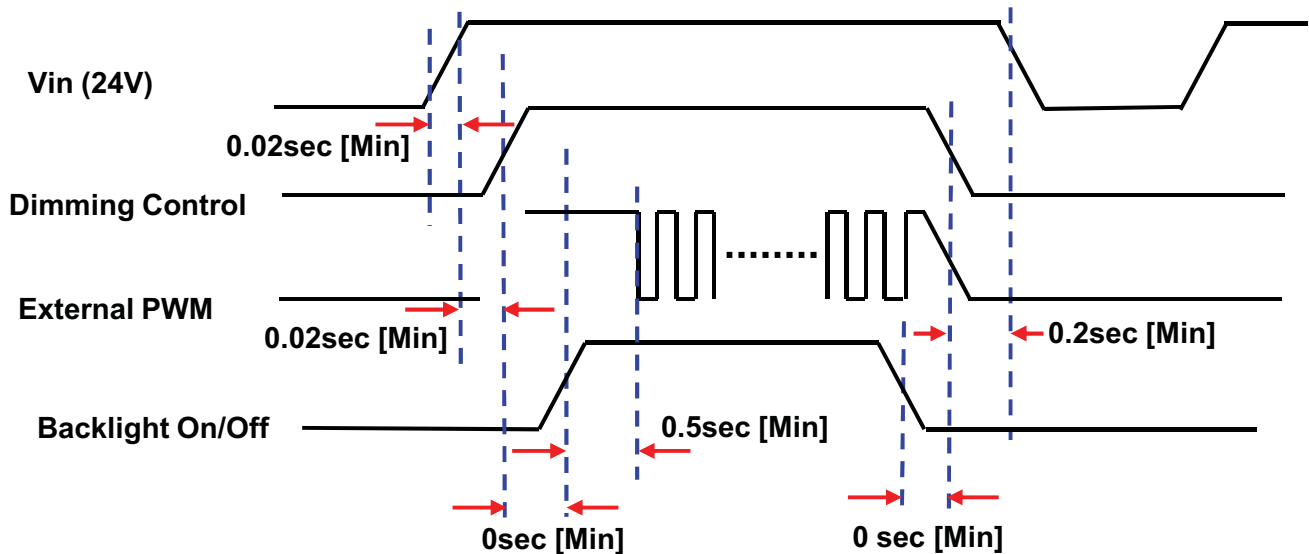 Vin (24V)
0.02sec [Min]
Dimming Control
External PWM
0.02sec [Min]
0.2sec [Min]
Backlight On/Off
0.5sec [Min]
0sec [Min]
0 sec [Min]